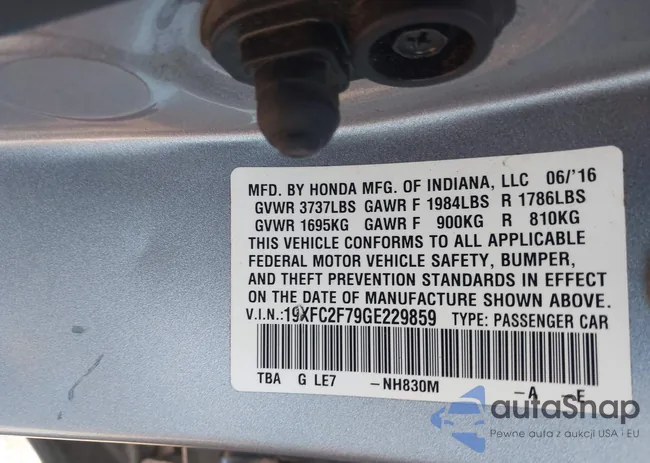 MFD. BY HONDA MFG. OF INDIANA, LLC 06/'16
GVWR 3737LBS GAWR F 1984LBS R 1786LBS
GVWR 1695KG GAWR F 900KG R 810KG
THIS VEHICLE CONFORMS TO ALL APPLICABLE
FEDERAL MOTOR VEHICLE SAFETY, BUMPER,
AND THEFT PREVENTION STANDARDS IN EFFECT
ON THE DATE OF MANUFACTURE SHOWN ABOVE.
V.I.N.:19XFC2F79GE229859 TYPE: PASSENGER CAR
TBA G LE7 -NH830M -A -E
autaSnap
Pewne auta z aukcji USA i EU